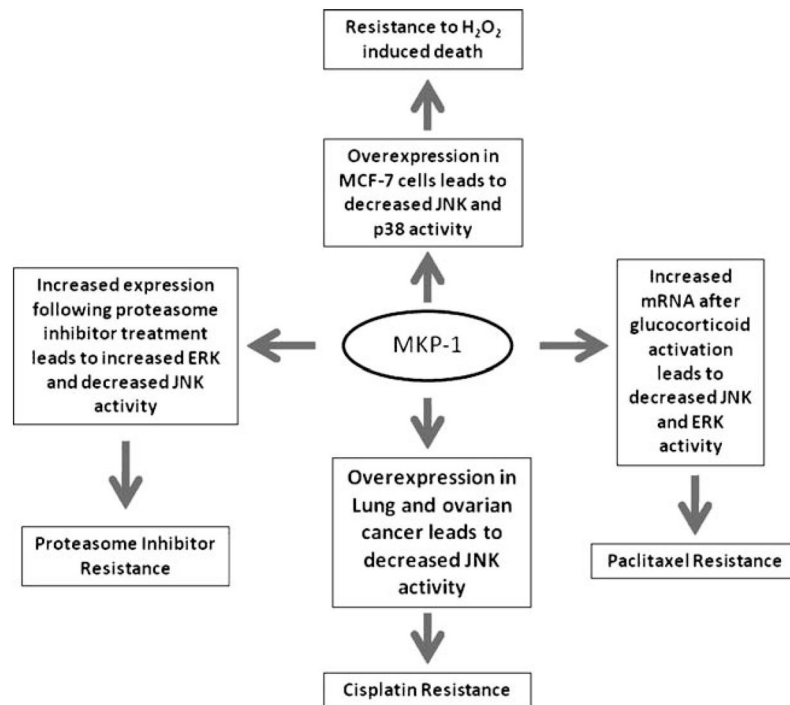 Resistance to H₂O₂
induced death
Overexpression in
MCF-7 cells leads to
decreased JNK and
p38 activity
Increased expression
following proteasome
inhibitor treatment
leads to increased ERK
and decreased JNK
activity
MKP-1
Increased
mRNA after
glucocorticoid
activation
leads to
decreased JNK
and ERK
activity
Overexpression in
Lung and ovarian
cancer leads to
decreased JNK
activity
Proteasome Inhibitor
Resistance
Paclitaxel Resistance
Cisplatin Resistance